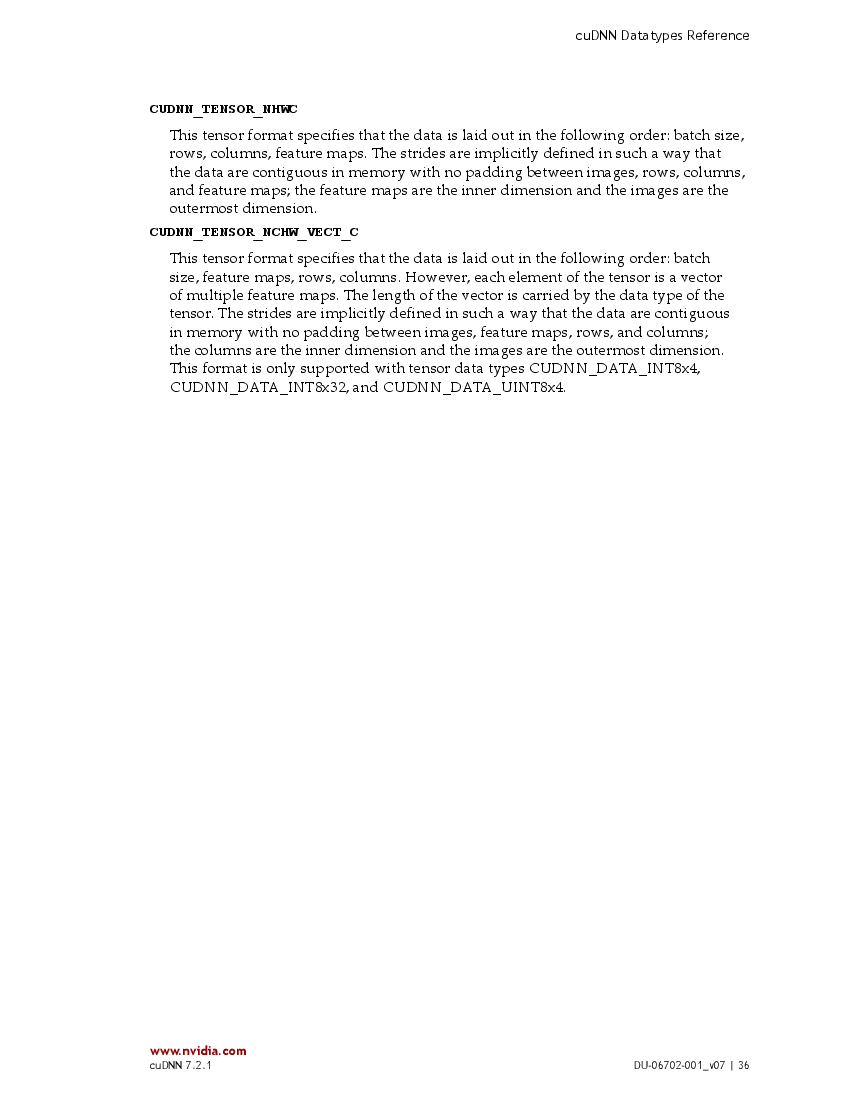 cuDNN Datatypes Reference
CUDNN_TENSOR_NHWC
This tensor format specifies that the data is laid out in the following order: batch size,
rows, columns, feature maps. The strides are implicitly defined in such a way that
the data are contiguous in memory with no padding between images, rows, columns,
and feature maps; the feature maps are the inner dimension and the images are the
outermost dimension.
CUDNN_TENSOR_NCHW_VECT_C
This tensor format specifies that the data is laid out in the following order: batch
size, feature maps, rows, columns. However, each element of the tensor is a vector
of multiple feature maps. The length of the vector is carried by the data type of the
tensor. The strides are implicitly defined in such a way that the data are contiguous
in memory with no padding between images, feature maps, rows, and columns;
the columns are the inner dimension and the images are the outermost dimension.
This format is only supported with tensor data types CUDNN_DATA_INT8x4,
CUDNN_DATA_INT8x32, and CUDNN_DATA_UINT8x4.
www.nvidia.com
cuDNN 7.2.1
DU-06702-001_v07 | 36